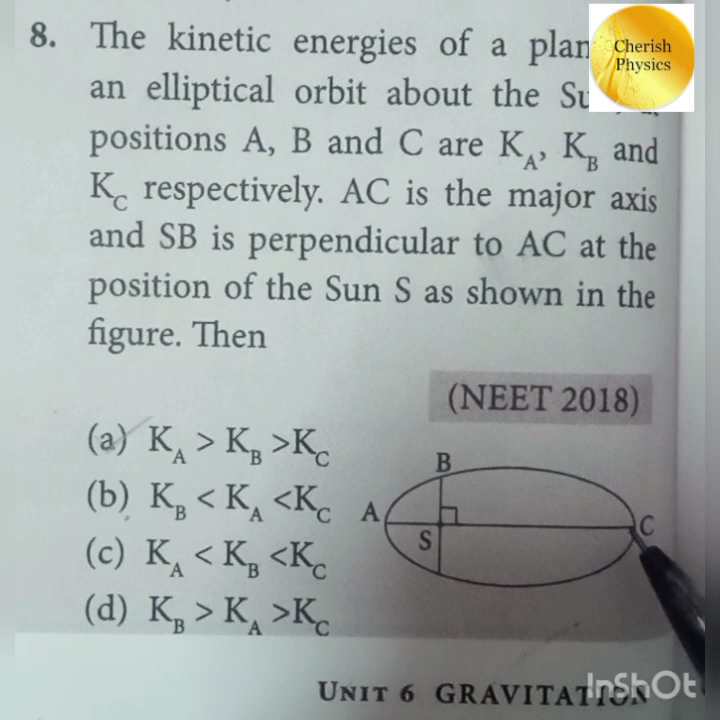 8. The kinetic energies of a
an elliptical orbit about the
positions A, B and C are K_A, K_B and
K_C respectively. AC is the major axis
and SB is perpendicular to AC at the
position of the Sun S as shown in the
figure. Then
(NEET 2018)
(a) K_A > K_B >K_C
(b) K_B < K_A <K_C
(c) K_A < K_B <K_C
(d) K_B > K_A >K_C
B
A
S
C
UNIT 6 GRAVITATION
Cherish
Physics
InShOt